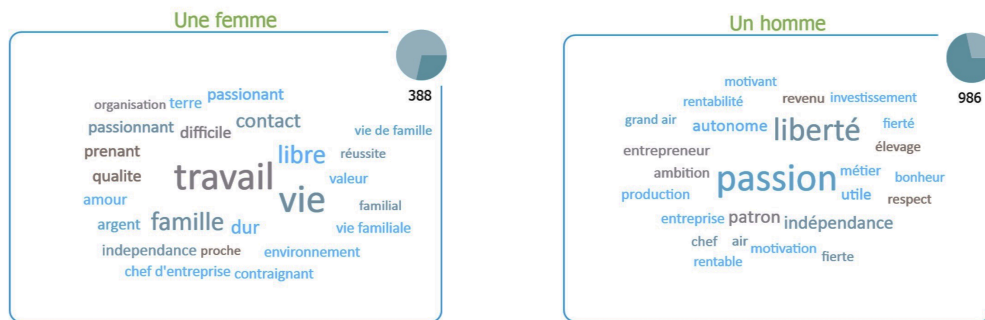 Une femme
388
organisation terre passionant
passionnant difficile contact
vie de famille
prenant
libre réussite
qualite travail
valeur
amour
vie
familial
argent famille dur
vie familiale
independance proche environnement
chef d'entreprise contraignant
Un homme
986
motivant
rentabilité revenu investissement
grand air autonome liberté fierté
entrepreneur élevage
ambition passion métier bonheur
production utile respect
entreprise patron indépendance
chef air motivation fierte
rentable